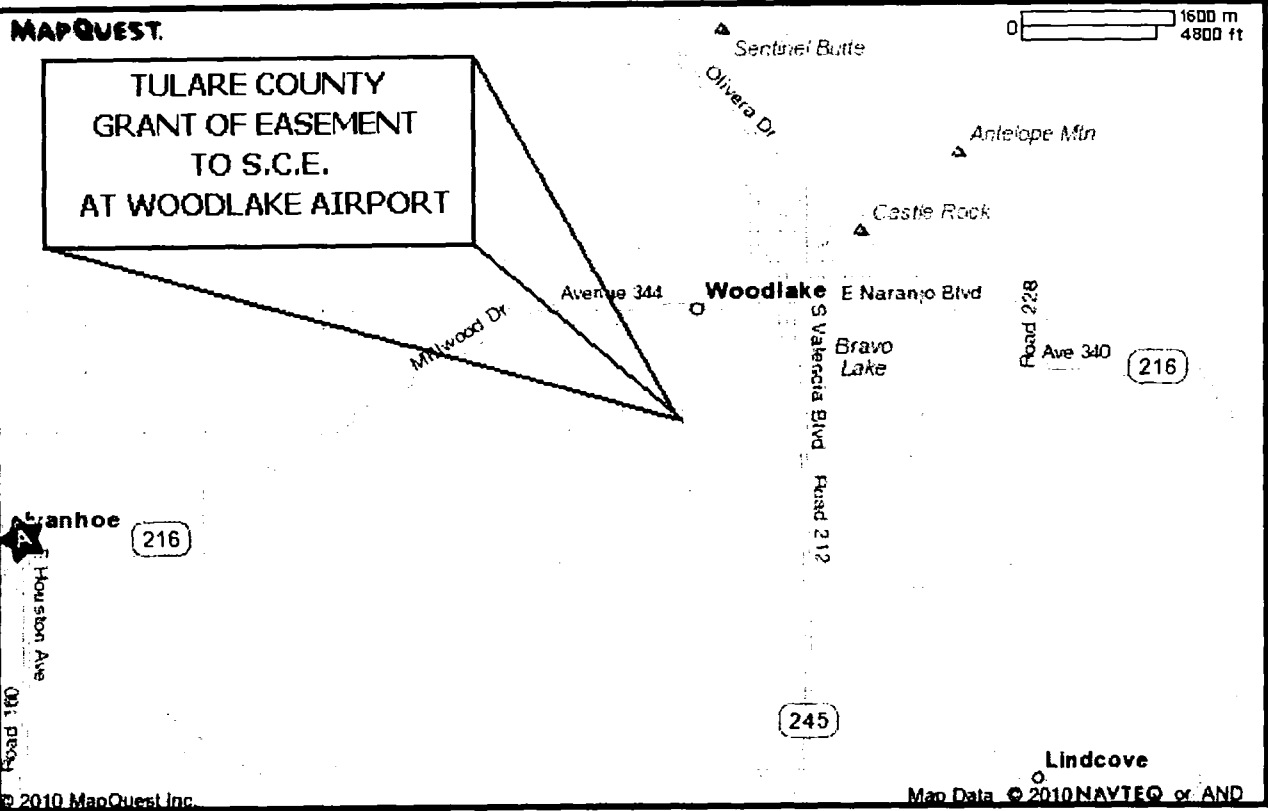 MAPQUEST.
0
1600 m
4800 ft
TULARE COUNTY
GRANT OF EASEMENT
TO S.C.E.
AT WOODLAKE AIRPORT
Sentinel Butte
Olivera Dr
Antelope Mtn
Castle Rock
Avenue 344
Woodlake
E Naranjo Blvd
Road 228
Millwood Dr
S Valencia Blvd
Bravo
Lake
Ave 340
216
Road 212
Ivanhoe
A
216
E Houston Ave
Road 160
245
Lindcove
© 2010 MapQuest Inc.
Map Data © 2010 NAVTEQ or AND